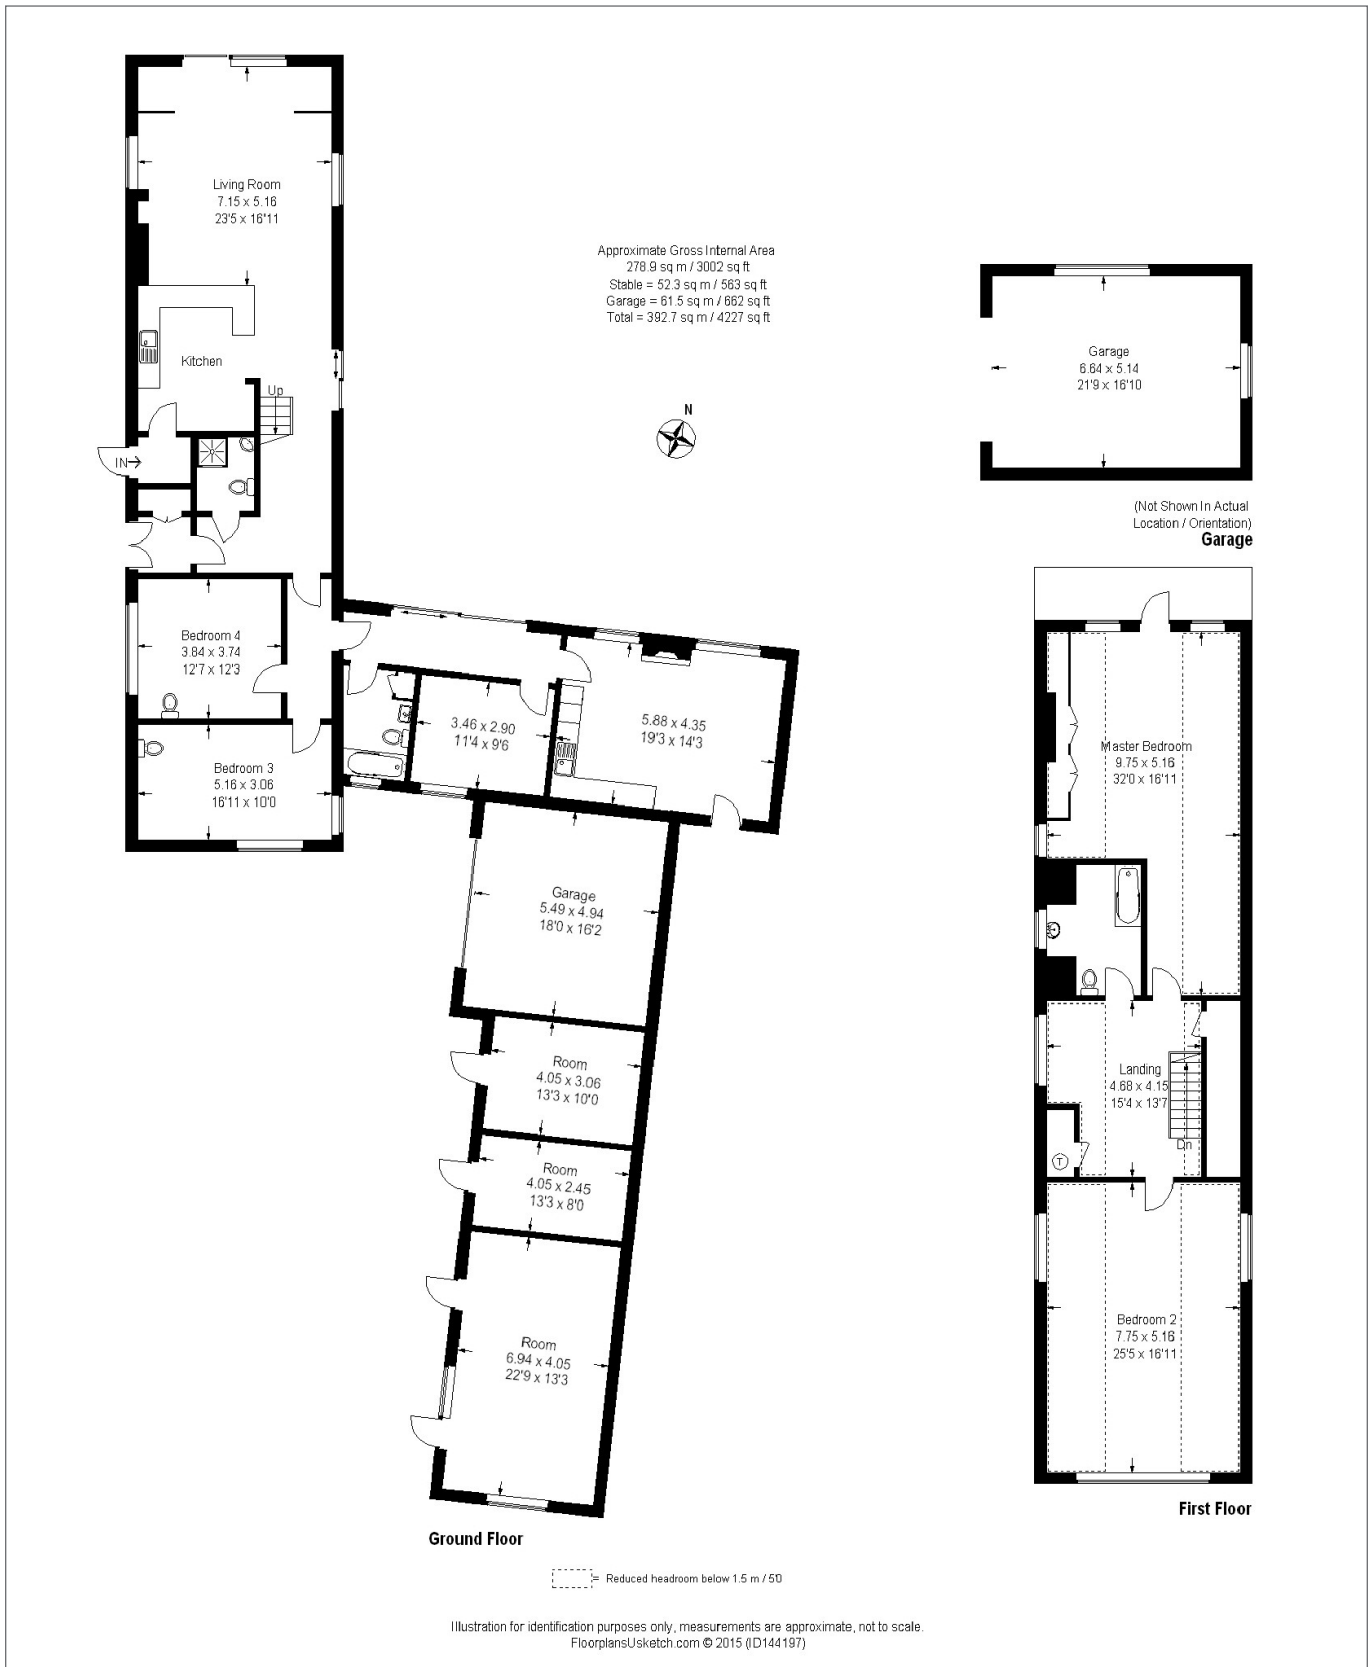 Living Room
7.15 x 5.16
23'5 x 16'11
Approximate Gross Internal Area
278.9 sq m / 3002 sq ft
Stable = 52.3 sq m / 563 sq ft
Garage = 61.5 sq m / 662 sq ft
Total = 392.7 sq m / 4227 sq ft
Kitchen
Up
IN
N
Garage
6.64 x 5.14
21'9 x 16'10
(Not Shown In Actual
Location / Orientation)
Garage
Bedroom 4
3.84 x 3.74
12'7 x 12'3
Bedroom 3
5.16 x 3.06
16'11 x 10'0
3.46 x 2.90
11'4 x 9'6
5.88 x 4.35
19'3 x 14'3
Garage
5.49 x 4.94
18'0 x 16'2
Room
4.05 x 3.06
13'3 x 10'0
Room
4.05 x 2.45
13'3 x 8'0
Room
6.94 x 4.05
22'9 x 13'3
Ground Floor
Master Bedroom
9.75 x 5.16
32'0 x 16'11
Landing
4.68 x 4.15
15'4 x 13'7
Dn
T
Bedroom 2
7.75 x 5.16
25'5 x 16'11
First Floor
= Reduced headroom below 1.5 m / 5'0
Illustration for identification purposes only, measurements are approximate, not to scale.
FloorplansUsketch.com © 2015 (ID144197)